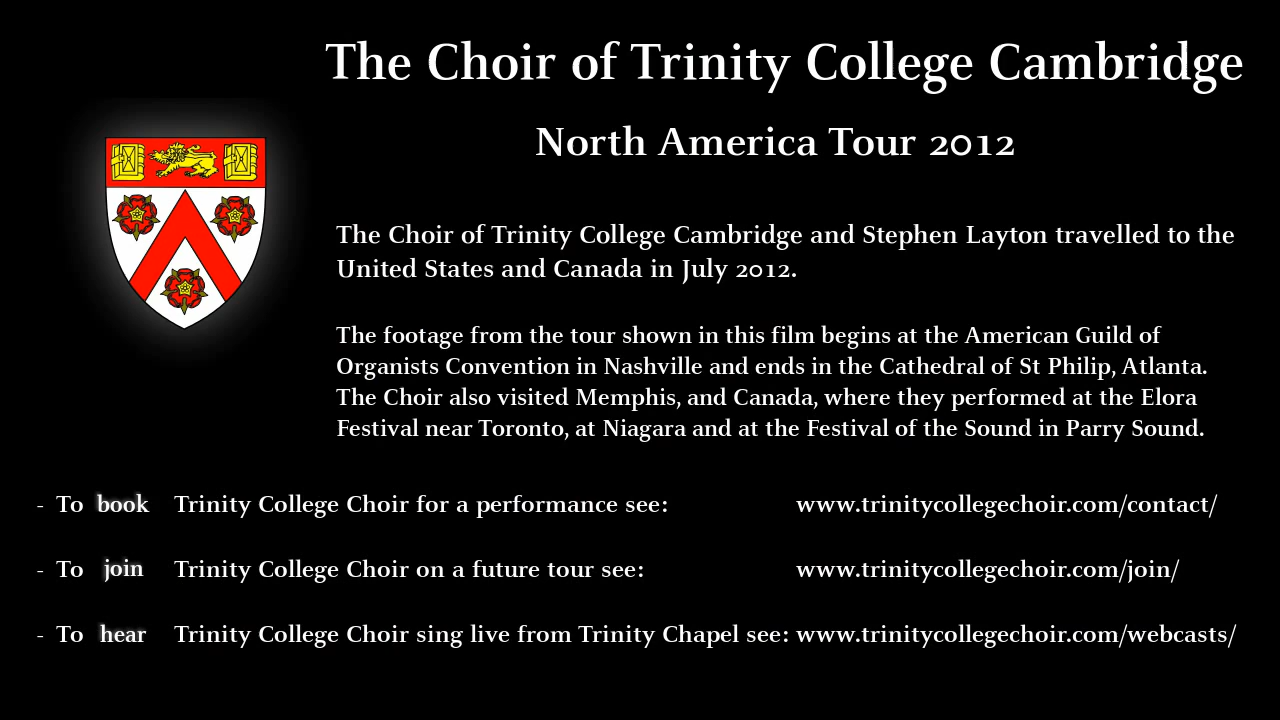 The Choir of Trinity College Cambridge
North America Tour 2012
The Choir of Trinity College Cambridge and Stephen Layton travelled to the
United States and Canada in July 2012.
The footage from the tour shown in this film begins at the American Guild of
Organists Convention in Nashville and ends in the Cathedral of St Philip, Atlanta.
The Choir also visited Memphis, and Canada, where they performed at the Elora
Festival near Toronto, at Niagara and at the Festival of the Sound in Parry Sound.
- To book Trinity College Choir for a performance see: www.trinitycollegechoir.com/contact/
- To join Trinity College Choir on a future tour see: www.trinitycollegechoir.com/join/
- To hear Trinity College Choir sing live from Trinity Chapel see: www.trinitycollegechoir.com/webcasts/